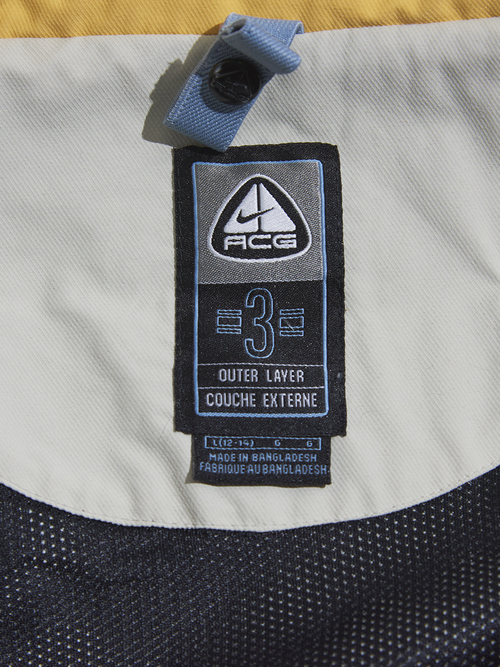 ACG
3
OUTER LAYER
COUCHE EXTERNE
L(12-14) G G
MADE IN BANGLADESH
FABRIQUE AU BANGLADESH